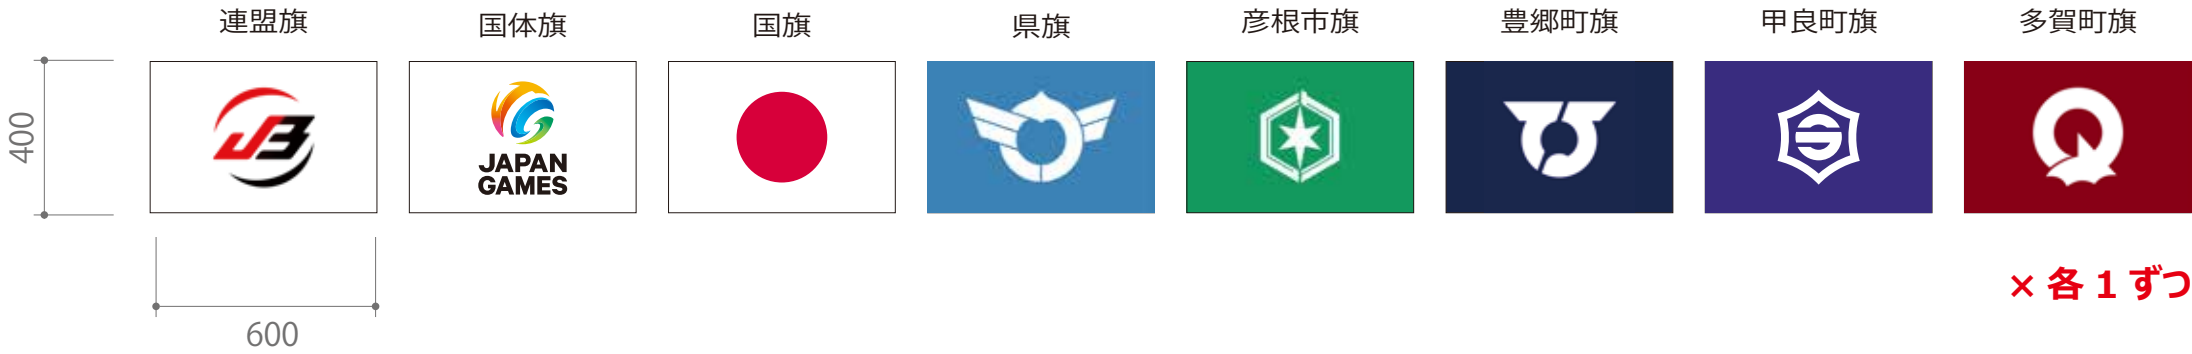 連盟旗
国体旗
国旗
県旗
彦根市旗
豊郷町旗
甲良町旗
多賀町旗
400
J3
JAPAN
GAMES
× 各 1 ずつ
600